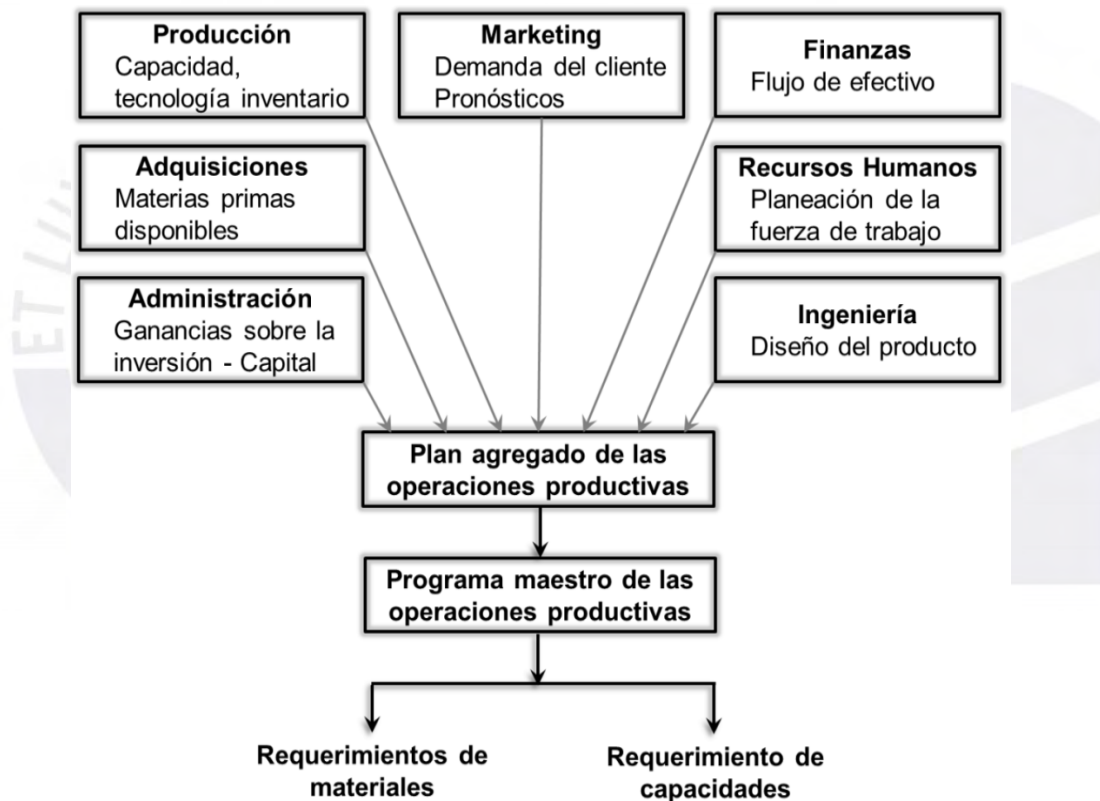 Producción
Capacidad,
tecnología inventario
Marketing
Demanda del cliente
Pronósticos
Finanzas
Flujo de efectivo
Adquisiciones
Materias primas
disponibles
Recursos Humanos
Planeación de la
fuerza de trabajo
Administración
Ganancias sobre la
inversión - Capital
Ingeniería
Diseño del producto
Plan agregado de las
operaciones productivas
Programa maestro de las
operaciones productivas
Requerimientos de
materiales
Requerimiento de
capacidades
ET